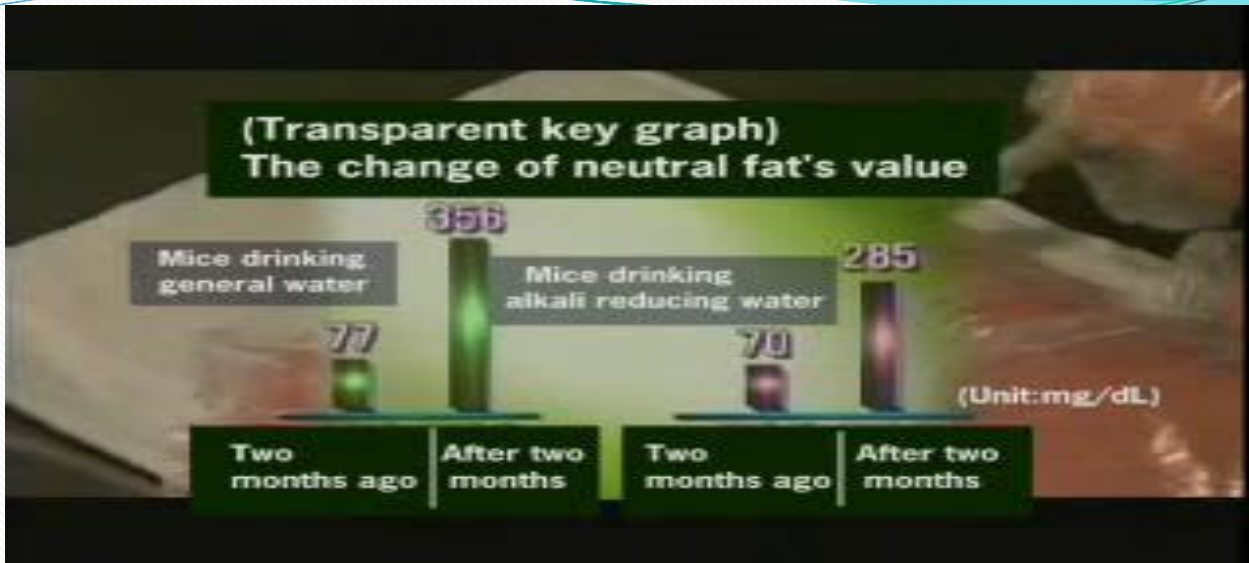 (Transparent key graph)
The change of neutral fat's value
356
Mice drinking
general water
77
285
Mice drinking
alkali reducing water
70
(Unit:mg/dL)
Two
months ago
After two
months
Two
months ago
After two
months